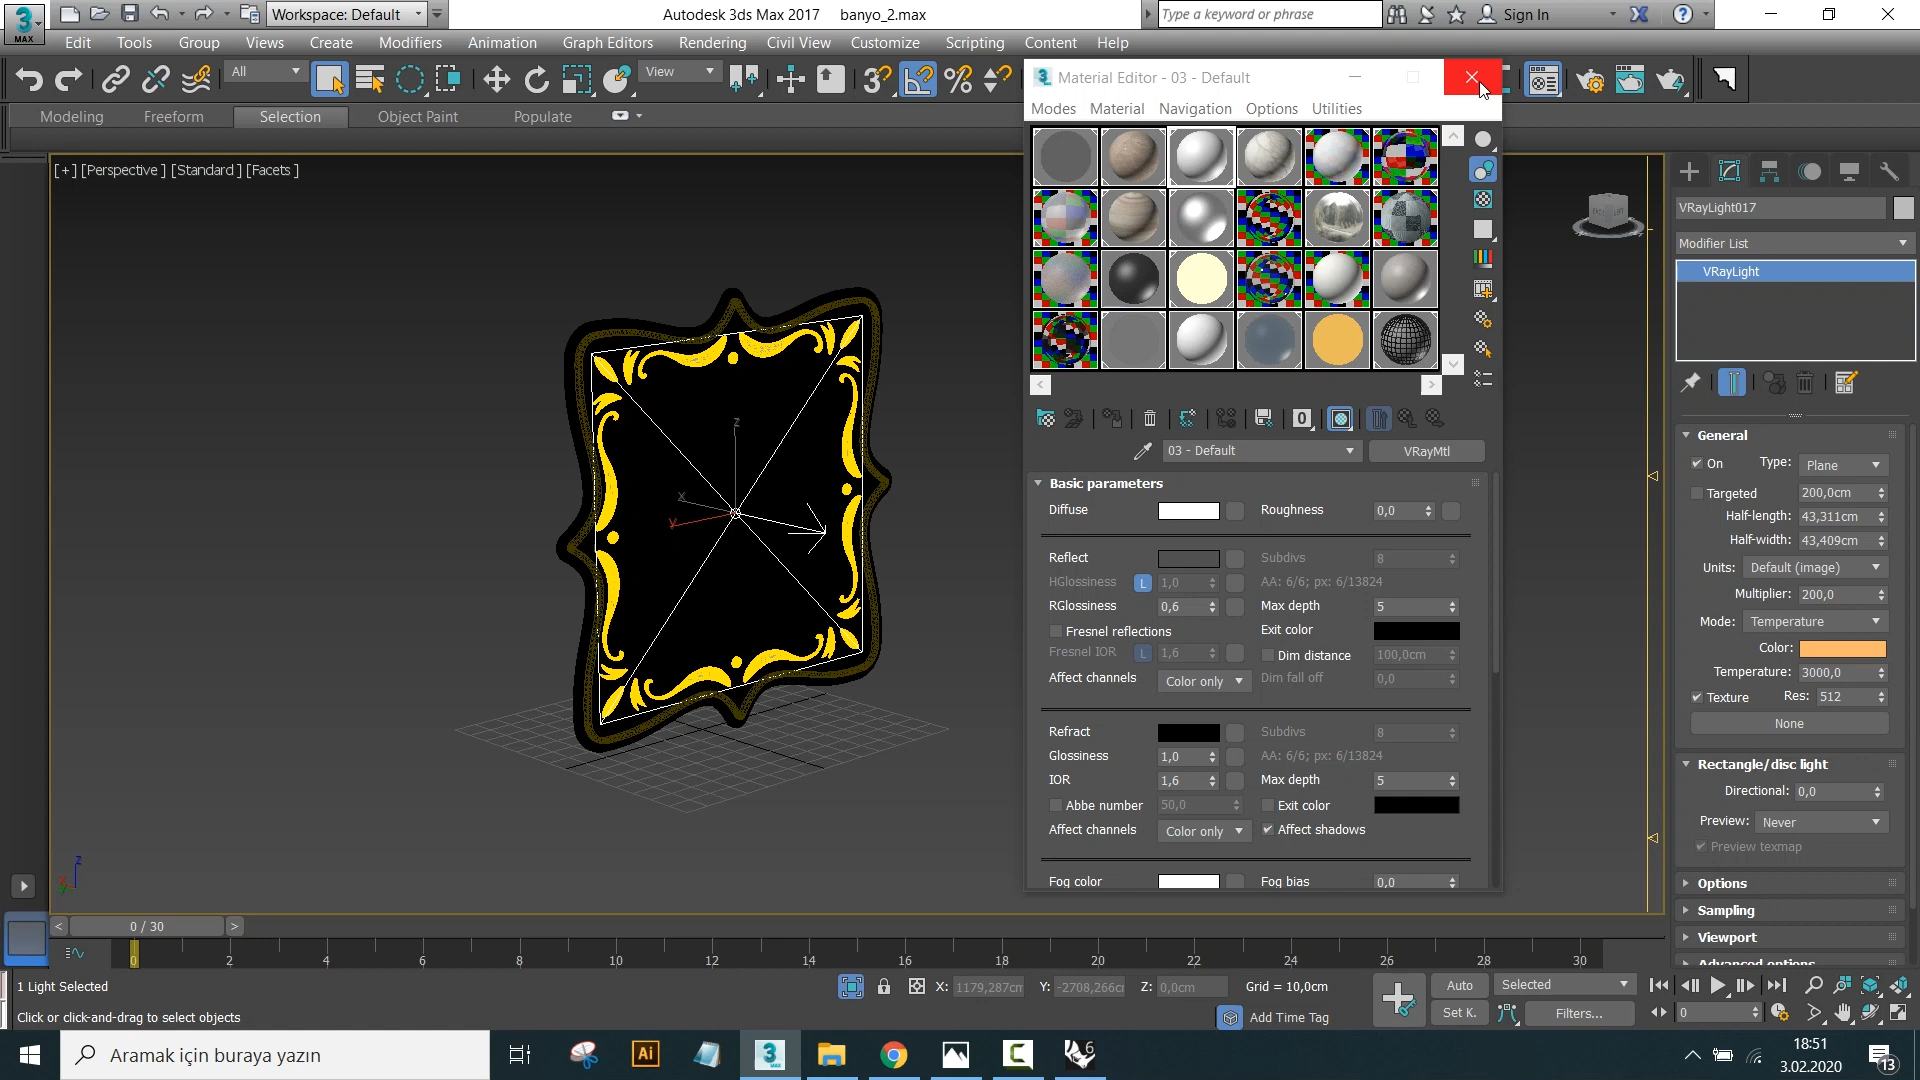 3
MAX
Workspace: Default
Autodesk 3ds Max 2017 banyo_2.max
Type a keyword or phrase
Sign In
Edit Tools Group Views Create Modifiers Animation Graph Editors Rendering Civil View Customize Scripting Content Help
All
View
Modeling Freeform Selection Object Paint Populate
[+] [Perspective ] [Standard ] [Facets ]
Material Editor - 03 - Default
Modes Material Navigation Options Utilities
03 - Default
VRayMtl
Basic parameters
Diffuse
Roughness 0,0
Reflect
Subdivs 8
HGlossiness L 1,0
AA: 6/6; px: 6/13824
RGlossiness 0,6
Max depth 5
Fresnel reflections
Exit color
Fresnel IOR L 1,6
Dim distance 100,0cm
Affect channels Color only
Dim fall off 0,0
Refract
Subdivs 8
Glossiness 1,0
AA: 6/6; px: 6/13824
IOR 1,6
Max depth 5
Abbe number 50,0
Exit color
Affect channels Color only
Affect shadows
Fog color
Fog bias 0,0
VRayLight017
Modifier List
VRayLight
General
On Type: Plane
Targeted 200,0cm
Half-length: 43,311cm
Half-width: 43,409cm
Units: Default (image)
Multiplier: 200,0
Mode: Temperature
Color:
Temperature: 3000,0
Texture Res: 512
None
Rectangle/disc light
Directional: 0,0
Preview: Never
Preview texmap
Options
Sampling
Viewport
Advanced options
z
x
y
z
0 / 30
0 2 4 6 8 10 12 14 16 18 20 22 24 26 28 30
1 Light Selected
X: 1179,287cm Y: -2708,266cm Z: 0,0cm
Grid = 10,0cm
Auto
Selected
Click or click-and-drag to select objects
Add Time Tag
Set K.
Filters...
0
Aramak için buraya yazın
Ai
3
MAX
6
18:51
3.02.2020
13